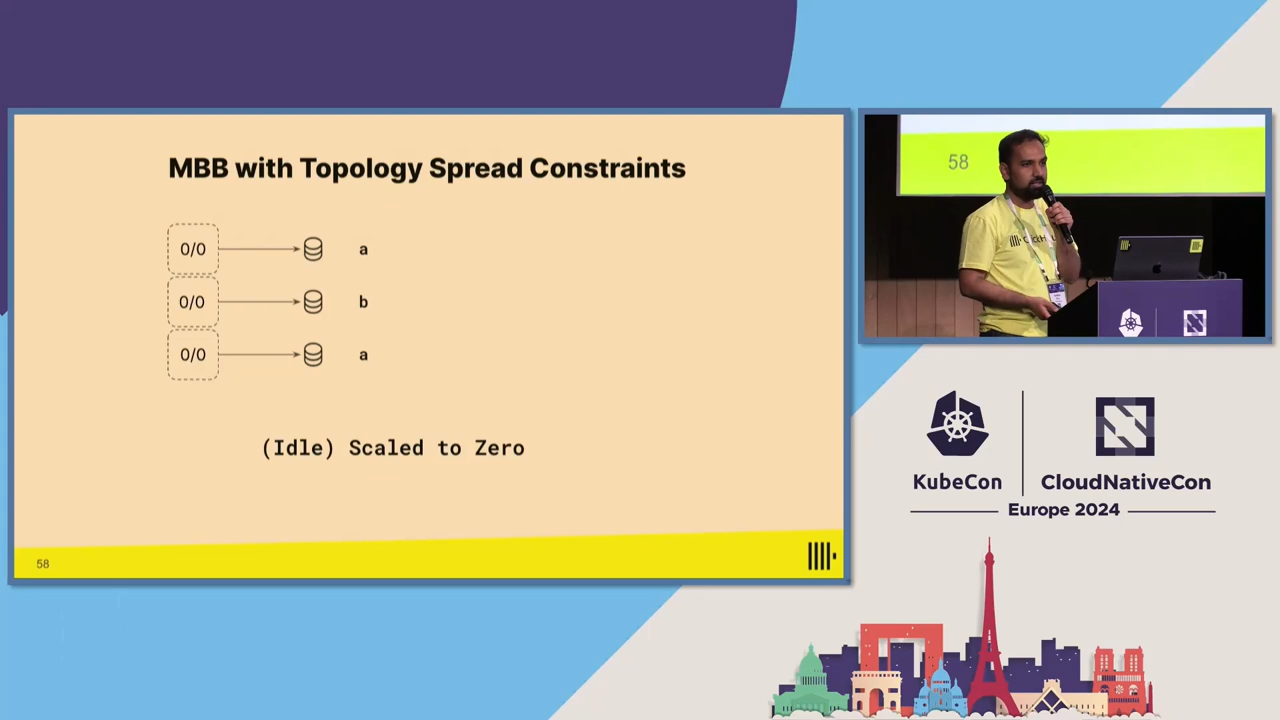 MBB with Topology Spread Constraints
0/0
a
0/0
b
0/0
a
(Idle) Scaled to Zero
58
58
KubeCon
CloudNativeCon
Europe 2024